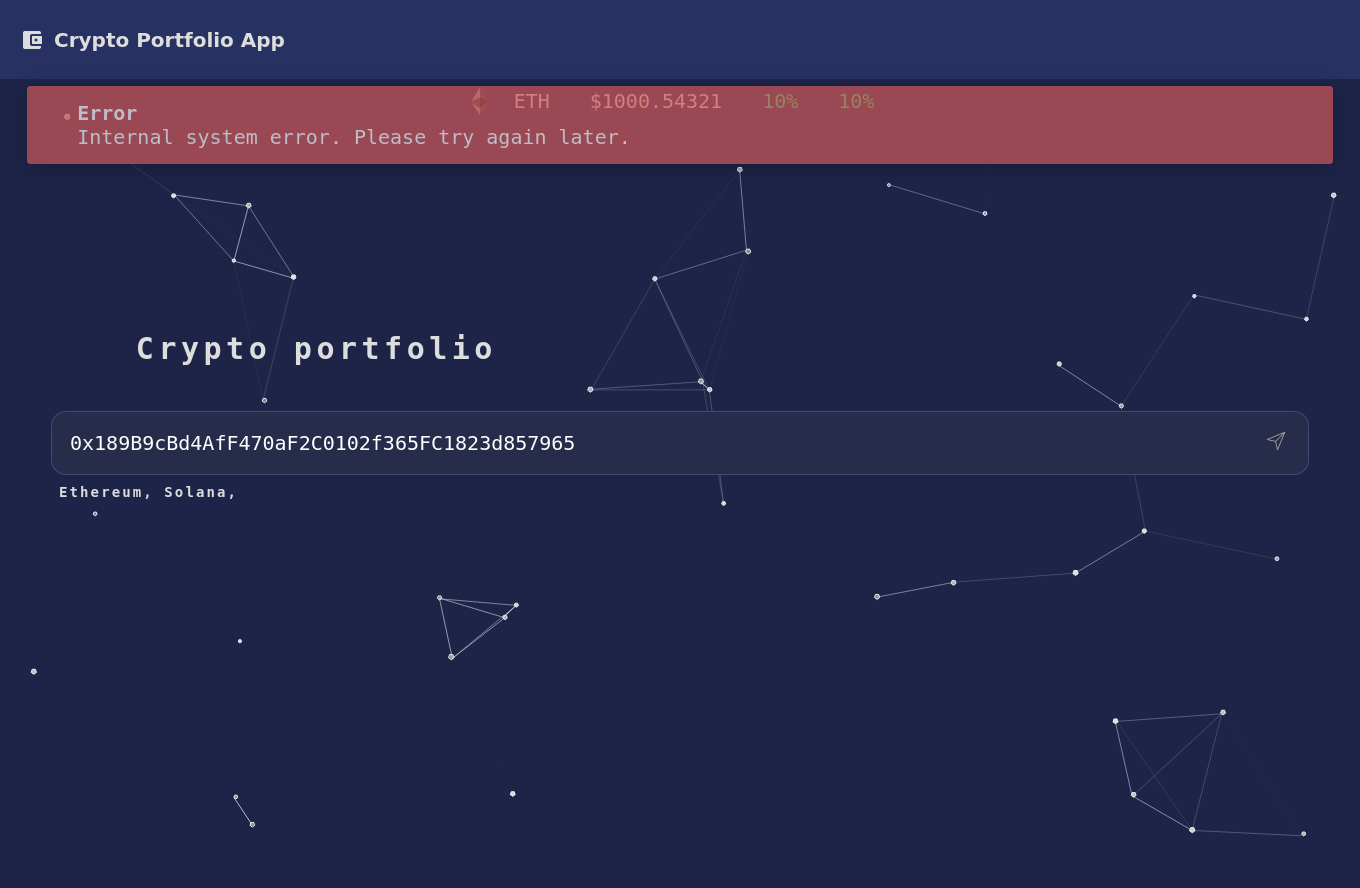 Crypto Portfolio App
ETH $1000.54321 10% 10%
Error
Internal system error. Please try again later.
Crypto portfolio
0x189B9cBd4AfF470aF2C0102f365FC1823d857965
Ethereum, Solana,